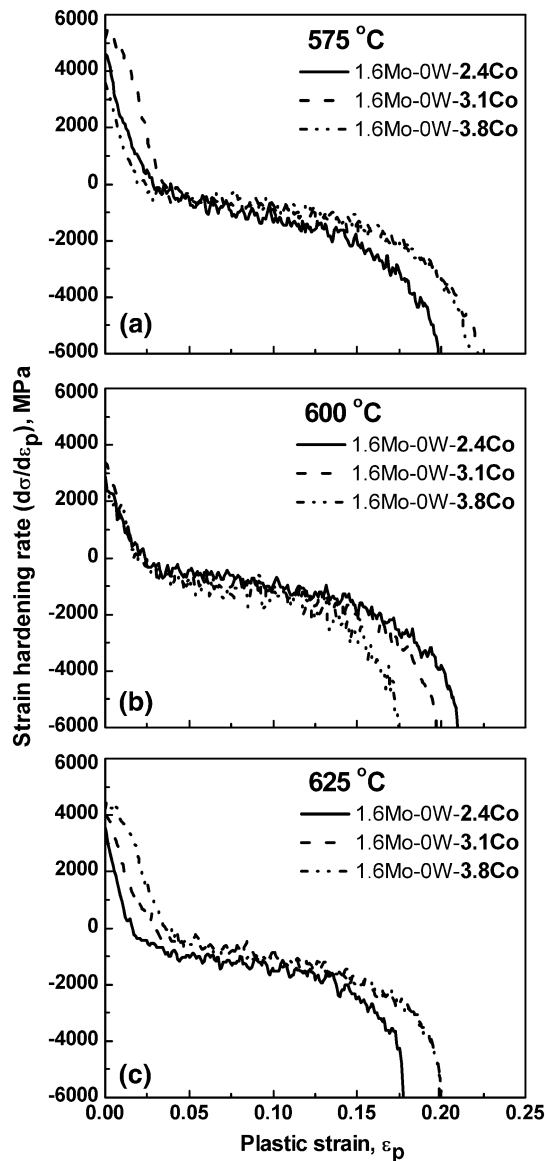 6000
4000
2000
0
-2000
-4000
-6000
575 °C
1.6Mo-0W-2.4Co
1.6Mo-0W-3.1Co
1.6Mo-0W-3.8Co
(a)
Strain hardening rate (dσ/dεp), MPa
6000
4000
2000
0
-2000
-4000
-6000
600 °C
1.6Mo-0W-2.4Co
1.6Mo-0W-3.1Co
1.6Mo-0W-3.8Co
(b)
6000
4000
2000
0
-2000
-4000
-6000
625 °C
1.6Mo-0W-2.4Co
1.6Mo-0W-3.1Co
1.6Mo-0W-3.8Co
(c)
0.00 0.05 0.10 0.15 0.20 0.25
Plastic strain, εp